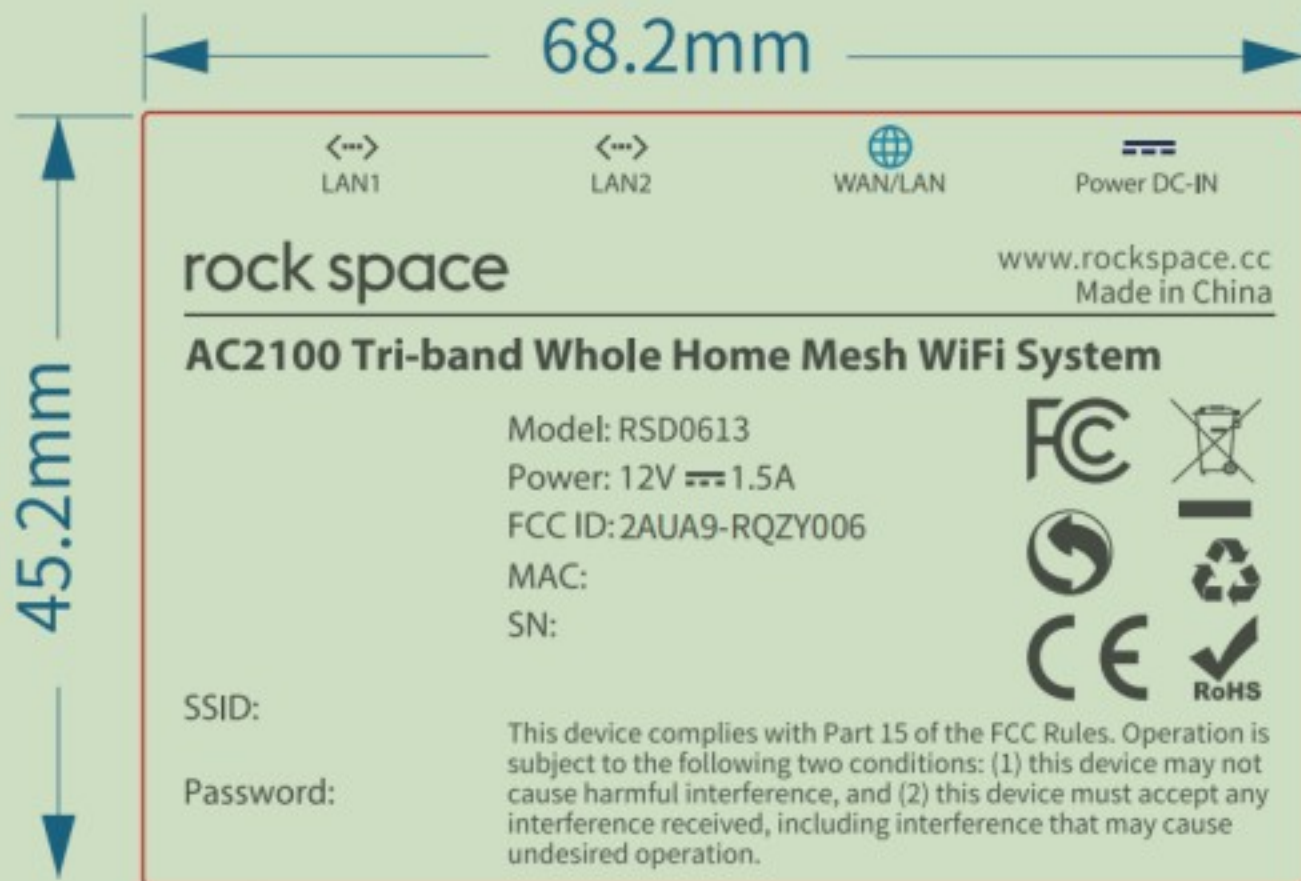 68.2mm
45.2mm
LAN1 LAN2 WAN/LAN Power DC-IN
rock space
www.rockspace.cc
Made in China
AC2100 Tri-band Whole Home Mesh WiFi System
Model: RSD0613
Power: 12V 1.5A
FCC ID: 2AUA9-RQZY006
MAC:
SN:
FC
CE
RoHS
SSID:
Password:
This device complies with Part 15 of the FCC Rules. Operation is
subject to the following two conditions: (1) this device may not
cause harmful interference, and (2) this device must accept any
interference received, including interference that may cause
undesired operation.